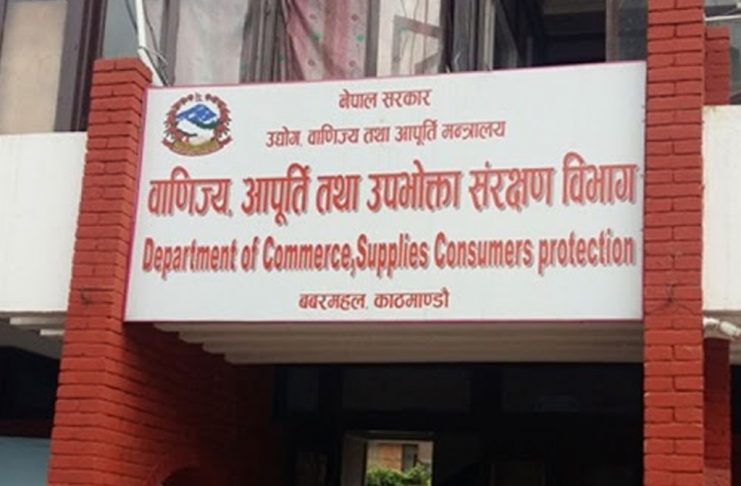 नेपाल सरकार
उद्योग, वाणिज्य तथा आपूर्ति मन्त्रालय
वाणिज्य, आपूर्ति तथा उपभोक्ता संरक्षण विभाग
Department of Commerce,Supplies Consumers protection
बबरमहल, काठमाण्डौ